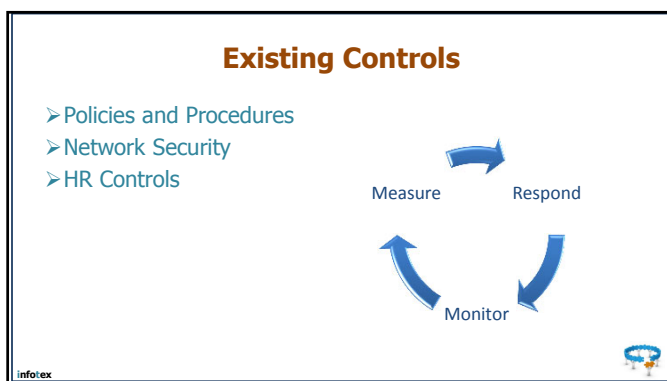 Existing Controls
➢Policies and Procedures
➢Network Security
➢HR Controls
Measure
Respond
Monitor
infotex